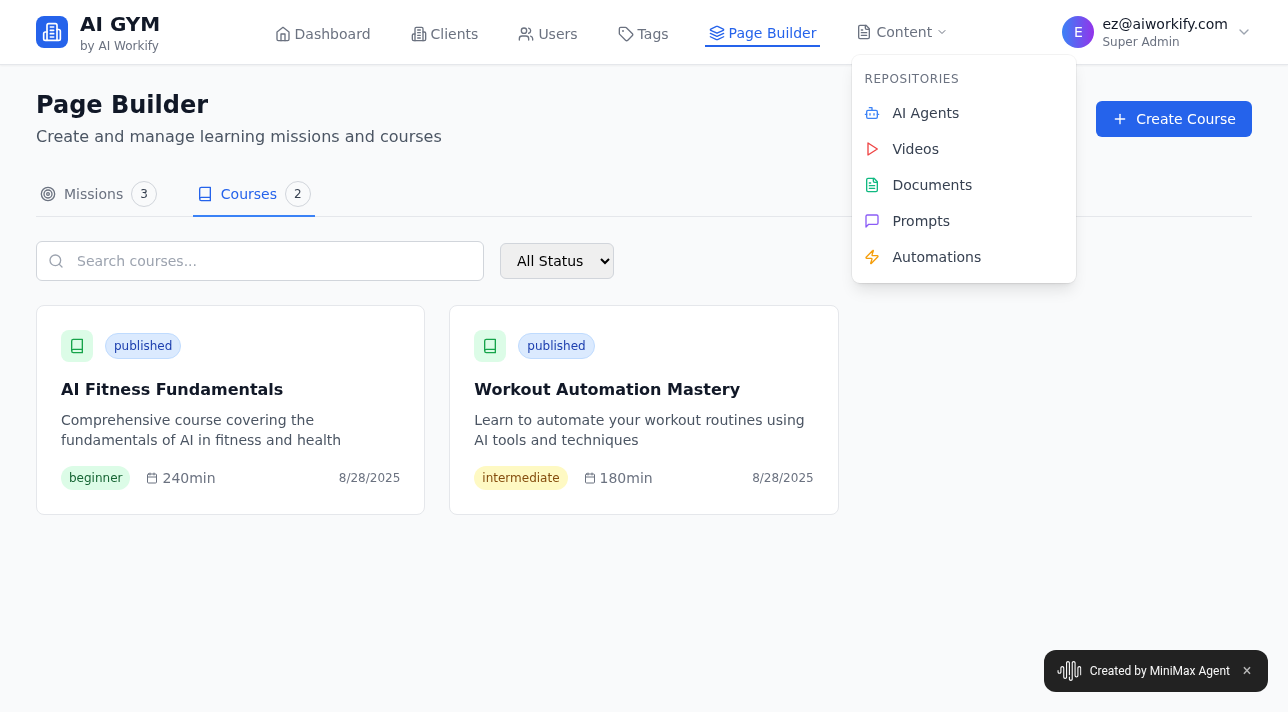 AI GYM
by AI Workify
Dashboard
Clients
Users
Tags
Page Builder
Content
E
ez@aiworkify.com
Super Admin
REPOSITORIES
AI Agents
Videos
Documents
Prompts
Automations
Page Builder
Create and manage learning missions and courses
Create Course
Missions 3
Courses 2
Search courses...
All Status
published
AI Fitness Fundamentals
Comprehensive course covering the
fundamentals of AI in fitness and health
beginner
240min
8/28/2025
published
Workout Automation Mastery
Learn to automate your workout routines using
AI tools and techniques
intermediate
180min
8/28/2025
Created by MiniMax Agent ×